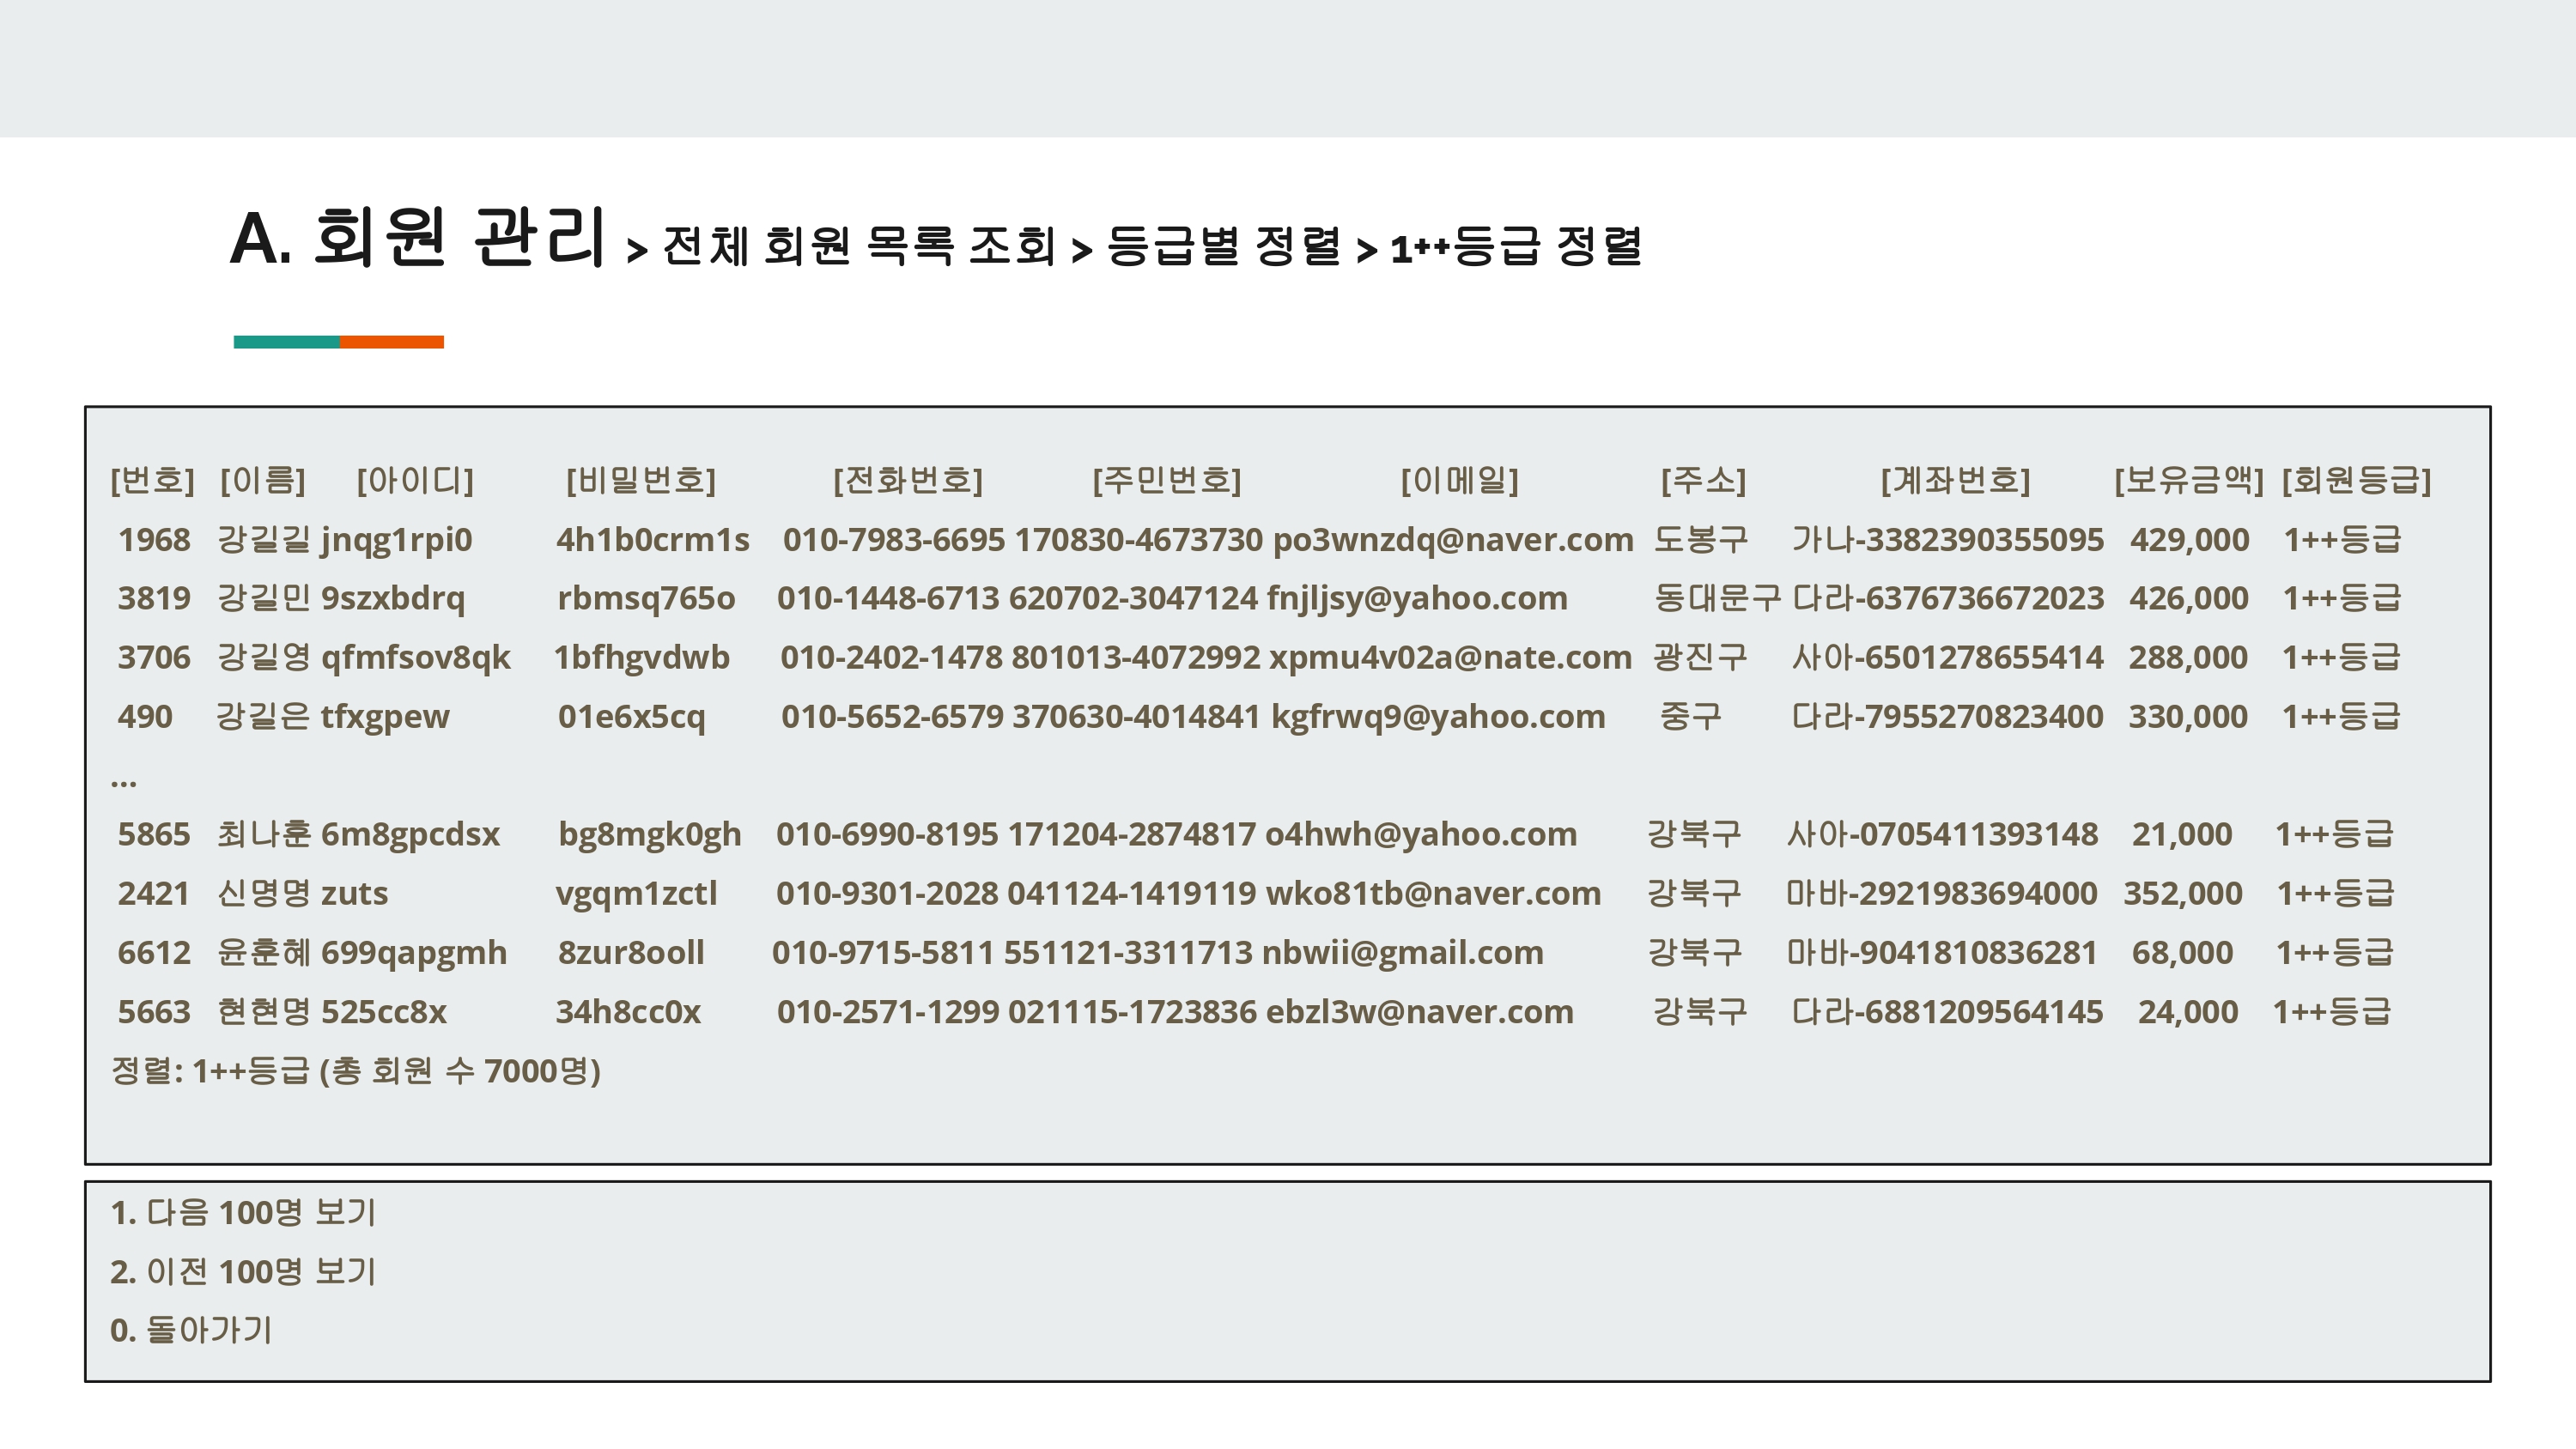 A. 회원 관리 > 전체 회원 목록 조회 > 등급별 정렬 > 1++등급 정렬
[번호] [이름] [아이디] [비밀번호] [전화번호] [주민번호] [이메일] [주소] [계좌번호] [보유금액] [회원등급]
1968 강길길 jnqg1rpi0 4h1b0crm1s 010-7983-6695 170830-4673730 po3wnzdq@naver.com 도봉구 가나-3382390355095 429,000 1++등급
3819 강길민 9szxbdrq rbmsq765o 010-1448-6713 620702-3047124 fnjljsy@yahoo.com 동대문구 다라-6376736672023 426,000 1++등급
3706 강길영 qfmfsov8qk 1bfhgvdwb 010-2402-1478 801013-4072992 xpmu4v02a@nate.com 광진구 사아-6501278655414 288,000 1++등급
490 강길은 tfxgpew 01e6x5cq 010-5652-6579 370630-4014841 kgfrwq9@yahoo.com 중구 다라-7955270823400 330,000 1++등급
...
5865 최나훈 6m8gpcdsx bg8mgk0gh 010-6990-8195 171204-2874817 o4hwh@yahoo.com 강북구 사아-0705411393148 21,000 1++등급
2421 신명명 zuts vgqm1zctl 010-9301-2028 041124-1419119 wko81tb@naver.com 강북구 마바-2921983694000 352,000 1++등급
6612 윤훈혜 699qapgmh 8zur8ooll 010-9715-5811 551121-3311713 nbwii@gmail.com 강북구 마바-9041810836281 68,000 1++등급
5663 현현명 525cc8x 34h8cc0x 010-2571-1299 021115-1723836 ebzl3w@naver.com 강북구 다라-6881209564145 24,000 1++등급
정렬: 1++등급 (총 회원 수 7000명)
1. 다음 100명 보기
2. 이전 100명 보기
0. 돌아가기